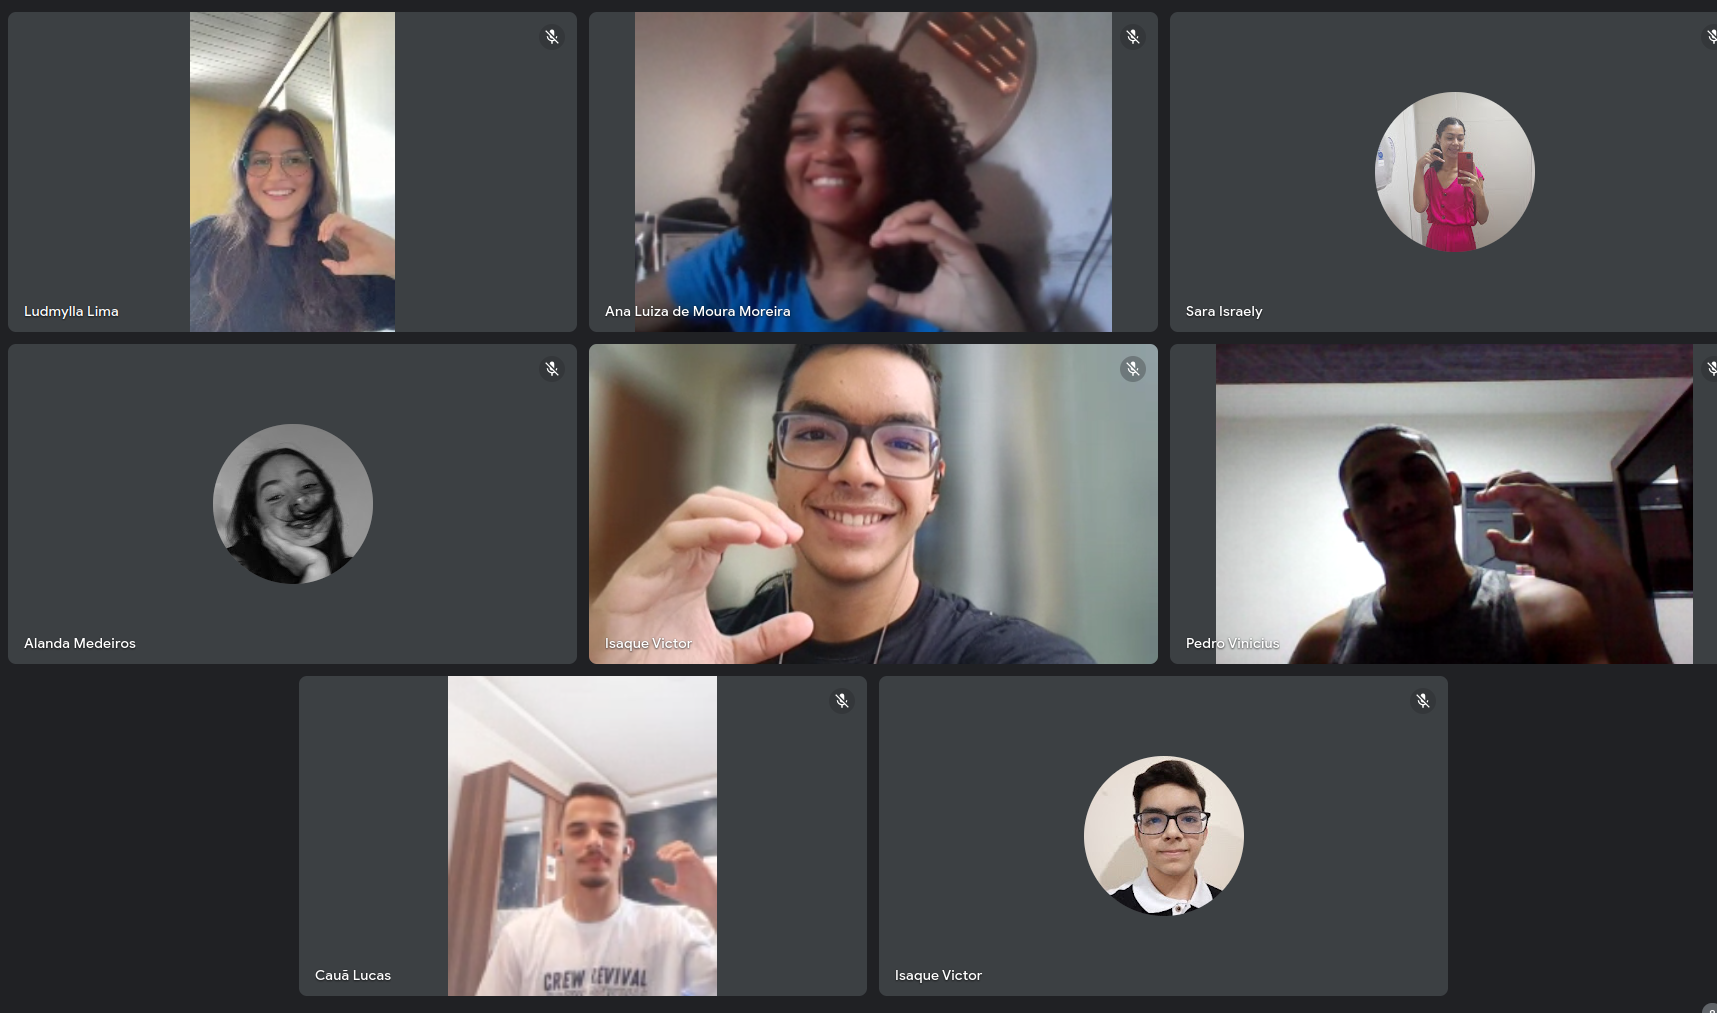 Ludmylla Lima
Ana Luiza de Moura Moreira
Sara Israely
Alanda Medeiros
Isaque Victor
Pedro Vinicius
Cauã Lucas
CREW REVIVAL
Isaque Victor